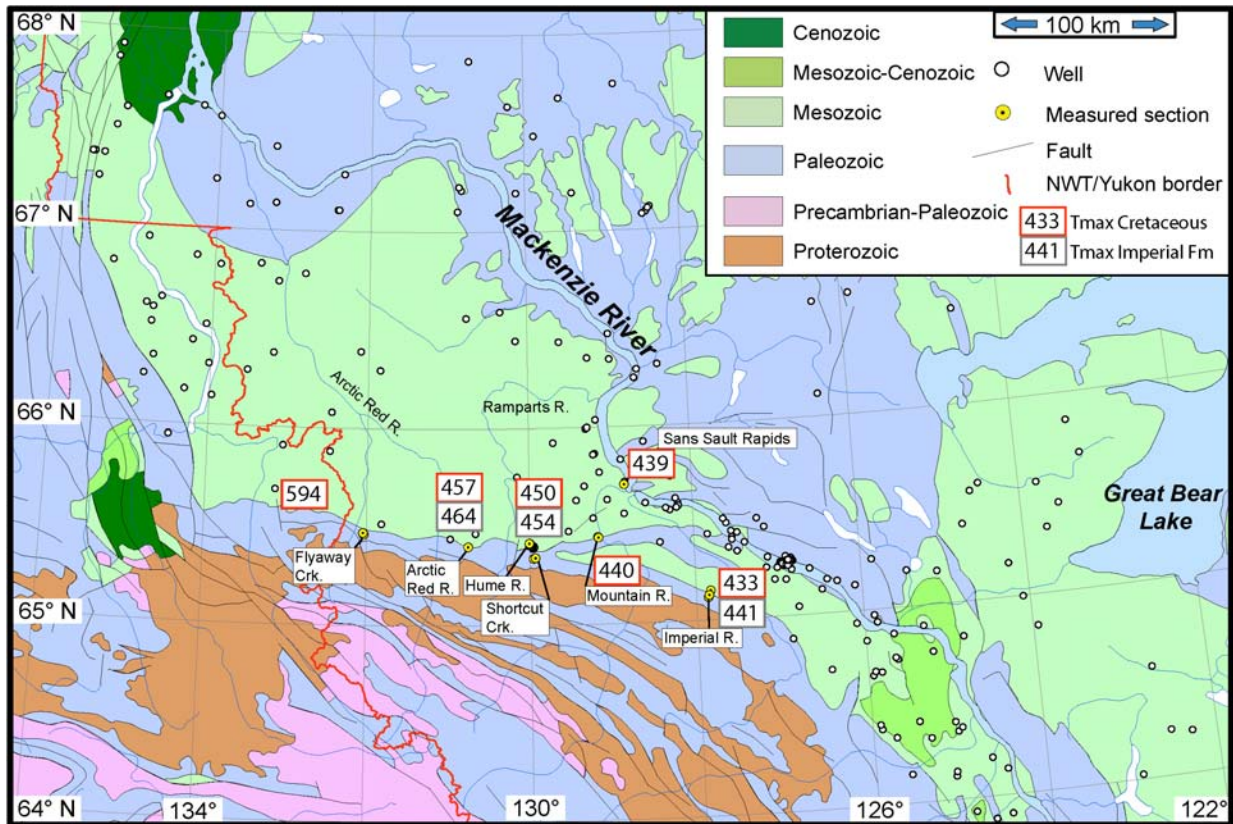 68° N
67° N
66° N
65° N
64° N
134°
130°
126°
122°
Cenozoic
Mesozoic-Cenozoic
Mesozoic
Paleozoic
Precambrian-Paleozoic
Proterozoic
100 km
Well
Measured section
Fault
NWT/Yukon border
433 Tmax Cretaceous
441 Tmax Imperial Fm
Mackenzie River
Arctic Red R.
Ramparts R.
Sans Sault Rapids
439
Great Bear
Lake
594
457
464
450
454
440
433
441
Flyaway
Crk.
Arctic
Red R.
Hume R.
Shortcut
Crk.
Mountain R.
Imperial R.